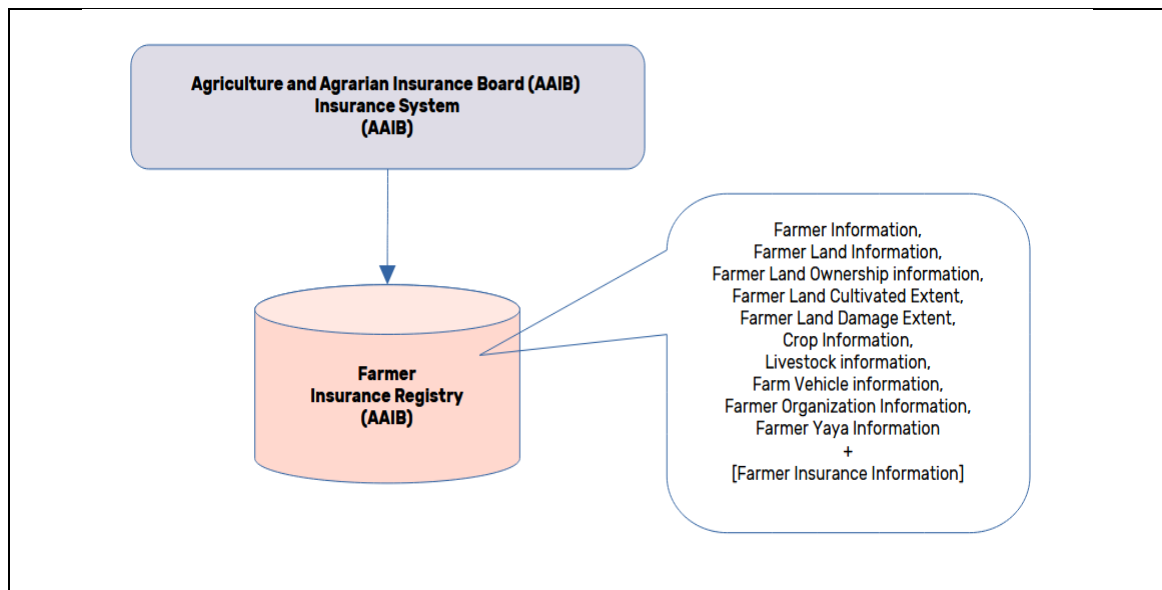 Agriculture and Agrarian Insurance Board (AAIB)
Insurance System
(AAIB)
Farmer Information,
Farmer Land Information,
Farmer Land Ownership information,
Farmer Land Cultivated Extent,
Farmer Land Damage Extent,
Crop Information,
Livestock information,
Farm Vehicle information,
Farmer Organization Information,
Farmer Yaya Information
+
[Farmer Insurance Information]
Farmer
Insurance Registry
(AAIB)